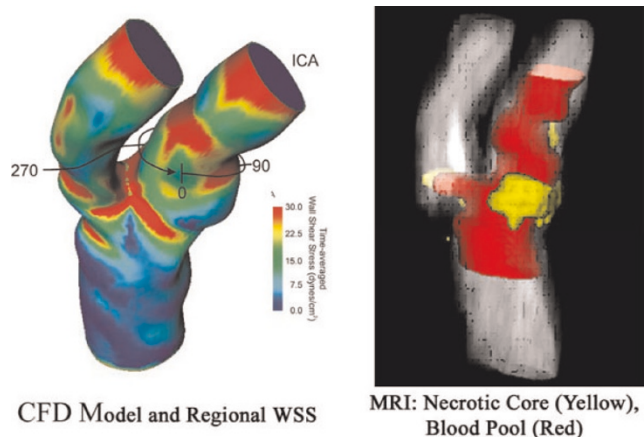 ICA
270
90
0
30.0
22.5
15.0
7.5
0.0
Time-averaged
Wall Shear Stress (dynes/cm²)
CFD Model and Regional WSS
MRI: Necrotic Core (Yellow),
Blood Pool (Red)